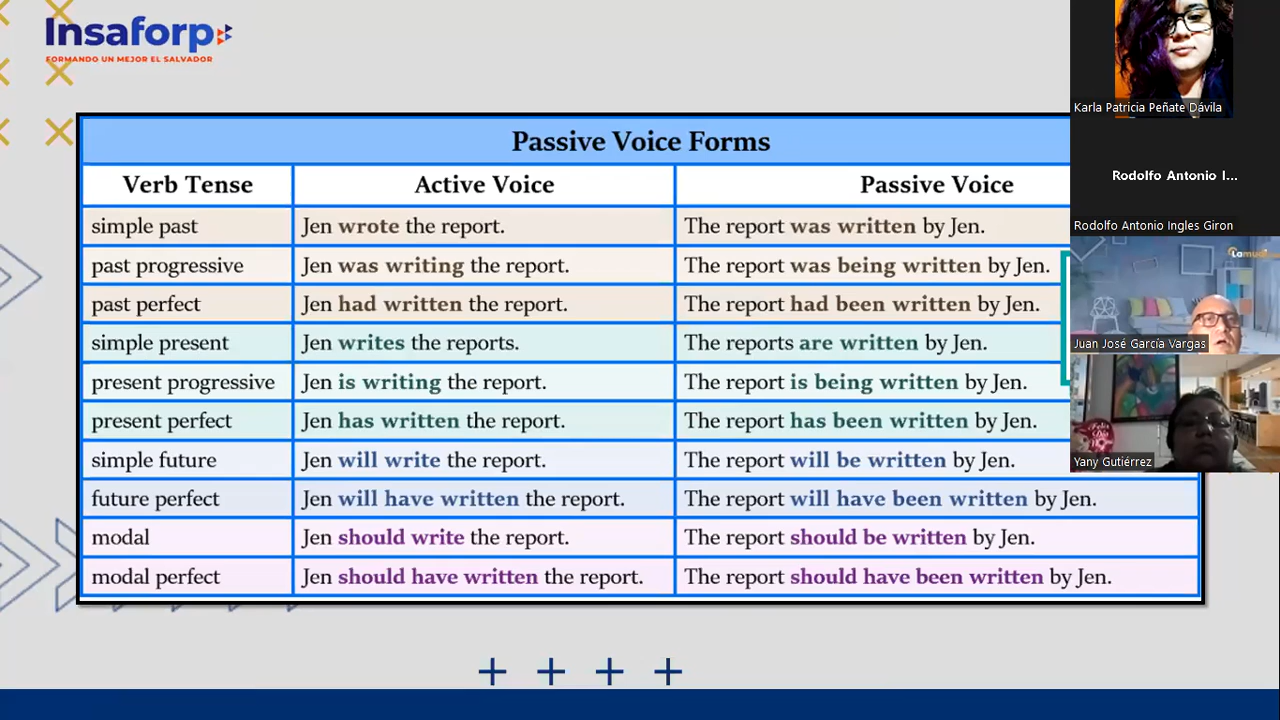 Insaforp
FORMANDO UN MEJOR EL SALVADOR
Passive Voice Forms
Verb Tense Active Voice Passive Voice
simple past Jen wrote the report. The report was written by Jen.
past progressive Jen was writing the report. The report was being written by Jen.
past perfect Jen had written the report. The report had been written by Jen.
simple present Jen writes the reports. The reports are written by Jen.
present progressive Jen is writing the report. The report is being written by Jen.
present perfect Jen has written the report. The report has been written by Jen.
simple future Jen will write the report. The report will be written by Jen.
future perfect Jen will have written the report. The report will have been written by Jen.
modal Jen should write the report. The report should be written by Jen.
modal perfect Jen should have written the report. The report should have been written by Jen.
Karla Patricia Peñate Dávila
Rodolfo Antonio I...
Rodolfo Antonio Ingles Giron
Juan José García Vargas
Yany Gutiérrez